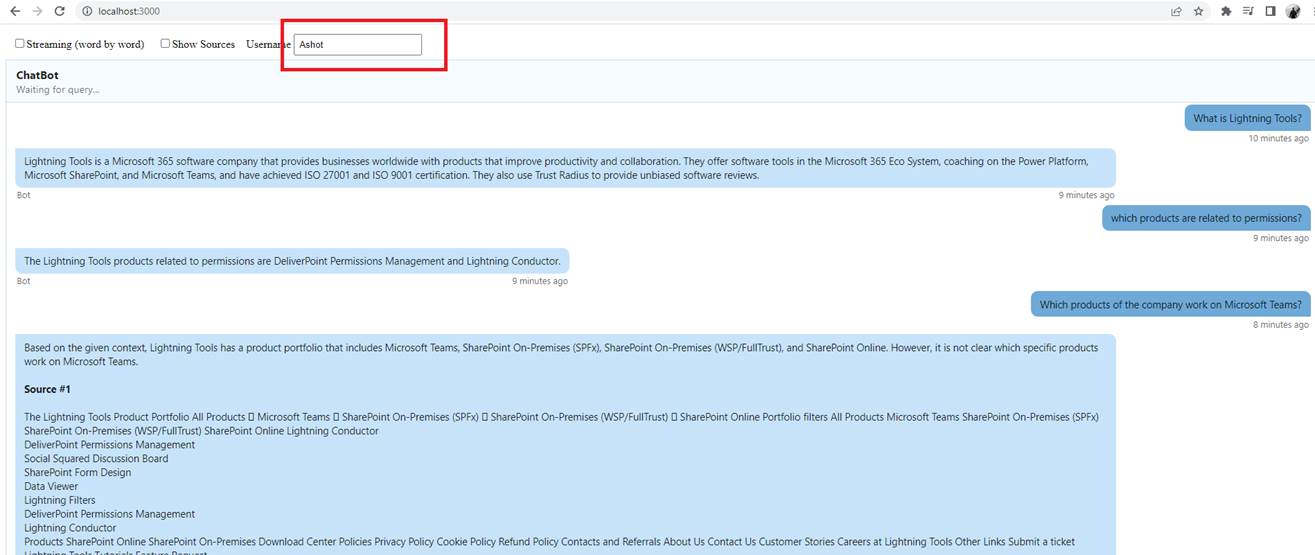 localhost:3000
Streaming (word by word) Show Sources Username Ashot
ChatBot
Waiting for query...
What is Lightning Tools?
10 minutes ago
Lightning Tools is a Microsoft 365 software company that provides businesses worldwide with products that improve productivity and collaboration. They offer software tools in the Microsoft 365 Eco System, coaching on the Power Platform,
Microsoft SharePoint, and Microsoft Teams, and have achieved ISO 27001 and ISO 9001 certification. They also use Trust Radius to provide unbiased software reviews.
Bot 9 minutes ago
which products are related to permissions?
9 minutes ago
The Lightning Tools products related to permissions are DeliverPoint Permissions Management and Lightning Conductor.
Bot 9 minutes ago
Which products of the company work on Microsoft Teams?
8 minutes ago
Based on the given context, Lightning Tools has a product portfolio that includes Microsoft Teams, SharePoint On-Premises (SPFx), SharePoint On-Premises (WSP/FullTrust), and SharePoint Online. However, it is not clear which specific products
work on Microsoft Teams.
Source #1
The Lightning Tools Product Portfolio All Products ▯ Microsoft Teams ▯ SharePoint On-Premises (SPFx) ▯ SharePoint On-Premises (WSP/FullTrust) ▯ SharePoint Online Portfolio filters All Products Microsoft Teams SharePoint On-Premises (SPFx)
SharePoint On-Premises (WSP/FullTrust) SharePoint Online Lightning Conductor
DeliverPoint Permissions Management
Social Squared Discussion Board
SharePoint Form Design
Data Viewer
Lightning Filters
DeliverPoint Permissions Management
Lightning Conductor
Products SharePoint Online SharePoint On-Premises Download Center Policies Privacy Policy Cookie Policy Refund Policy Contacts and Referrals About Us Contact Us Customer Stories Careers at Lightning Tools Other Links Submit a ticket
Lightning Tools Tutorials Feature Request